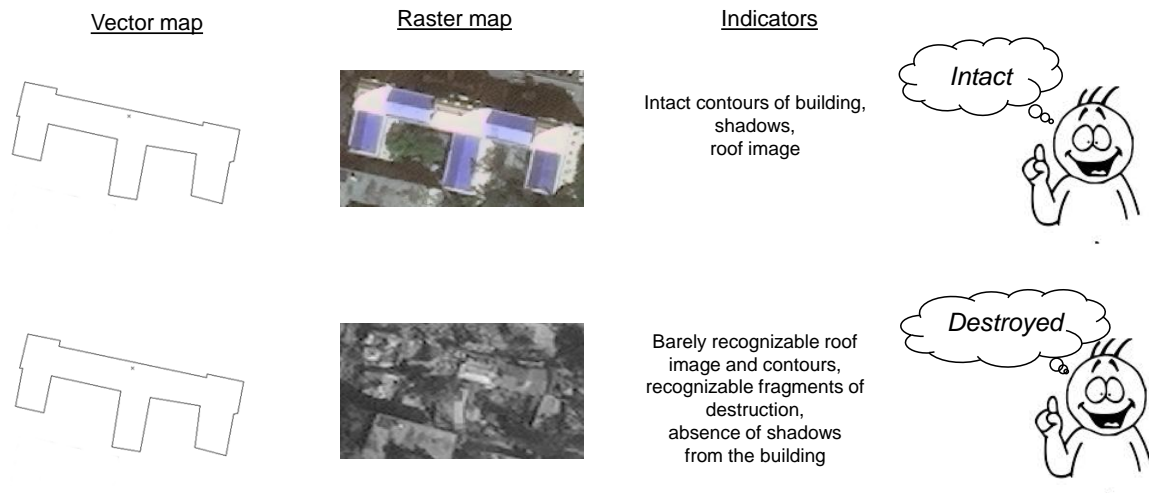 Vector map
Raster map
Indicators
Intact contours of building,
shadows,
roof image
Intact
Barely recognizable roof
image and contours,
recognizable fragments of
destruction,
absence of shadows
from the building
Destroyed